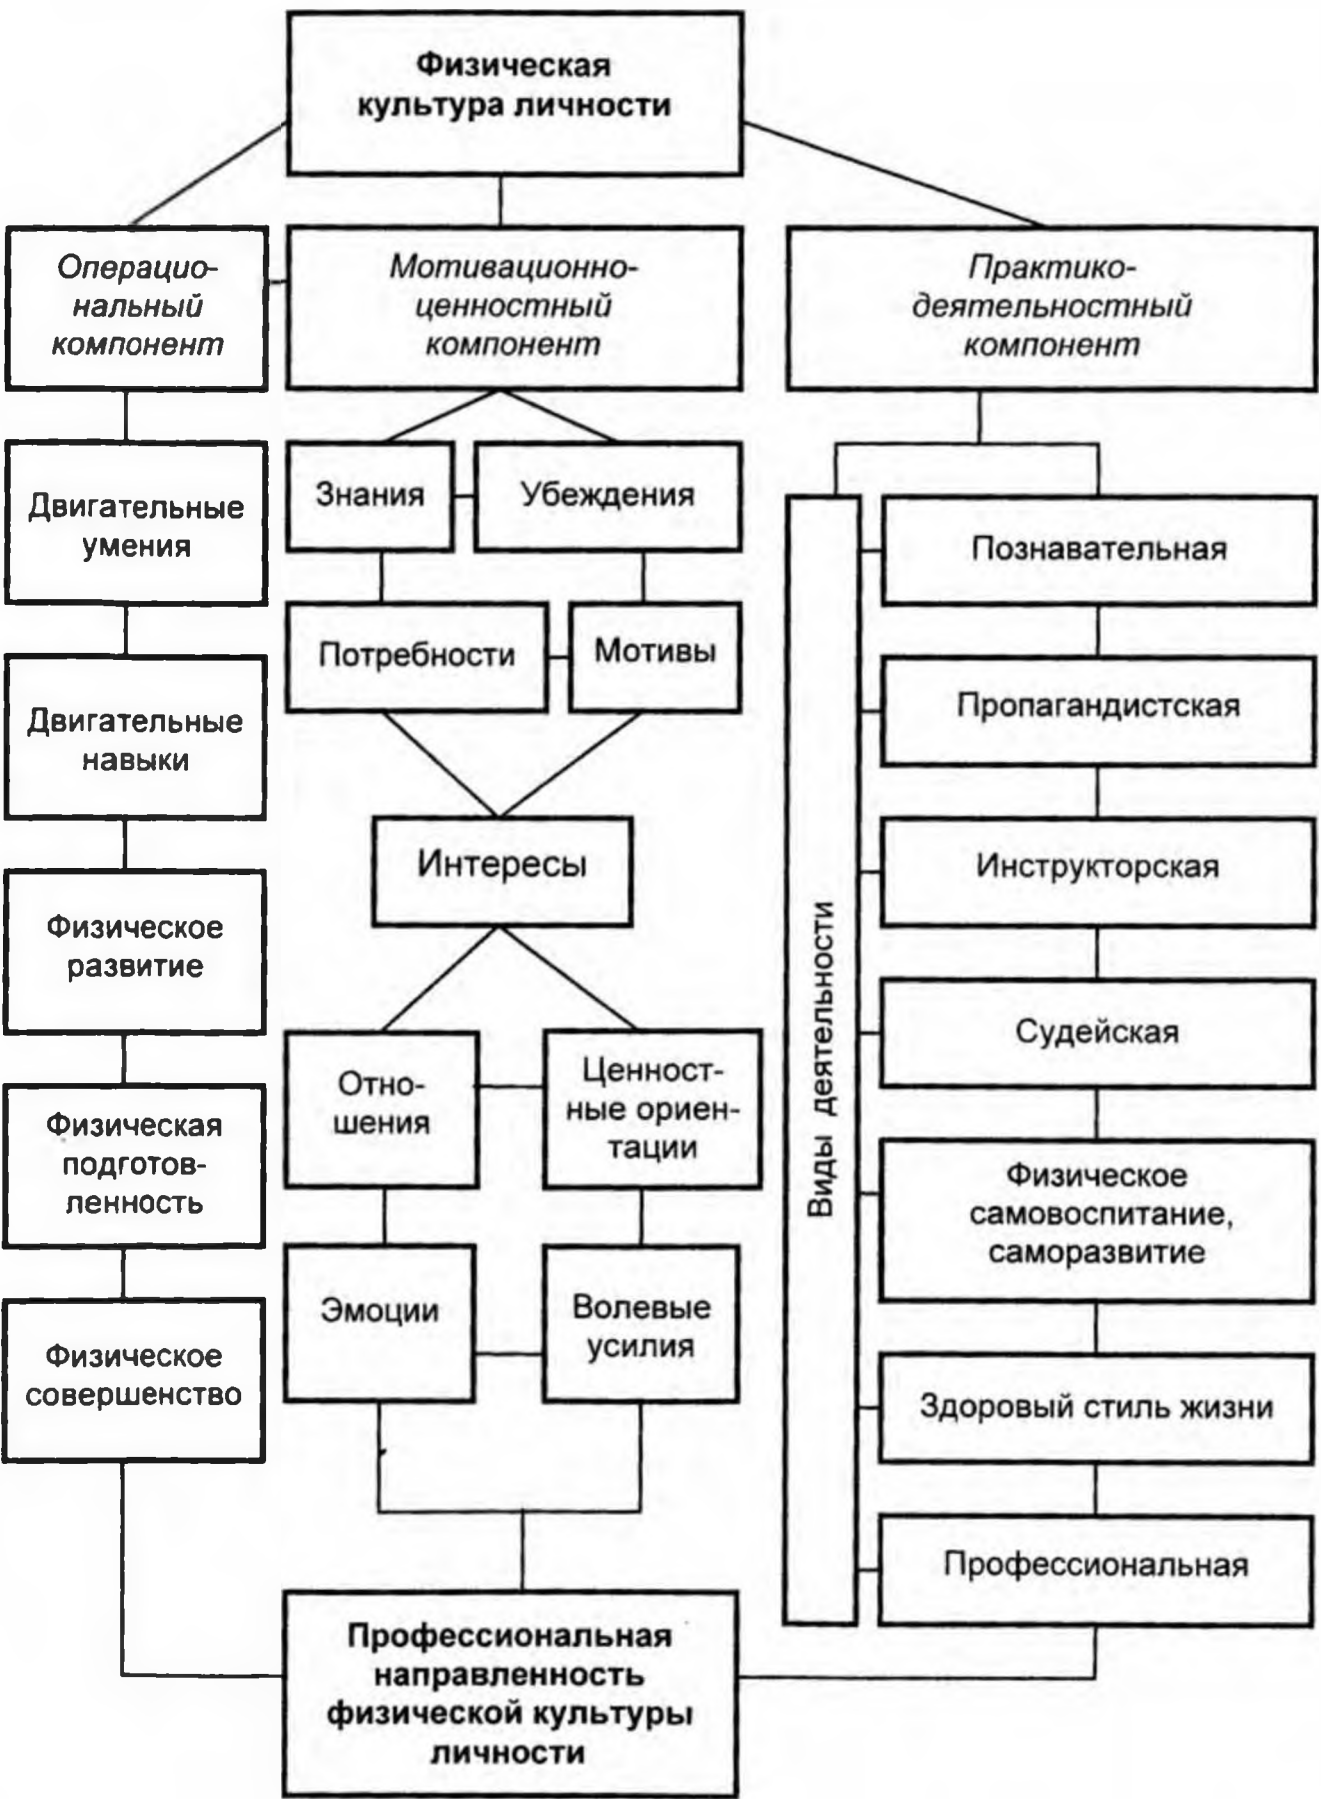 Физическая
культура личности
Операцио-
нальный
компонент
Мотивационно-
ценностный
компонент
Практико-
деятельностный
компонент
Двигательные
умения
Двигательные
навыки
Физическое
развитие
Физическая
подготов-
ленность
Физическое
совершенство
Знания
Убеждения
Потребности
Мотивы
Интересы
Отно-
шения
Ценност-
ные ориен-
тации
Эмоции
Волевые
усилия
Виды деятельности
Познавательная
Пропагандистская
Инструкторская
Судейская
Физическое
самовоспитание,
саморазвитие
Здоровый стиль жизни
Профессиональная
Профессиональная
направленность
физической культуры
личности